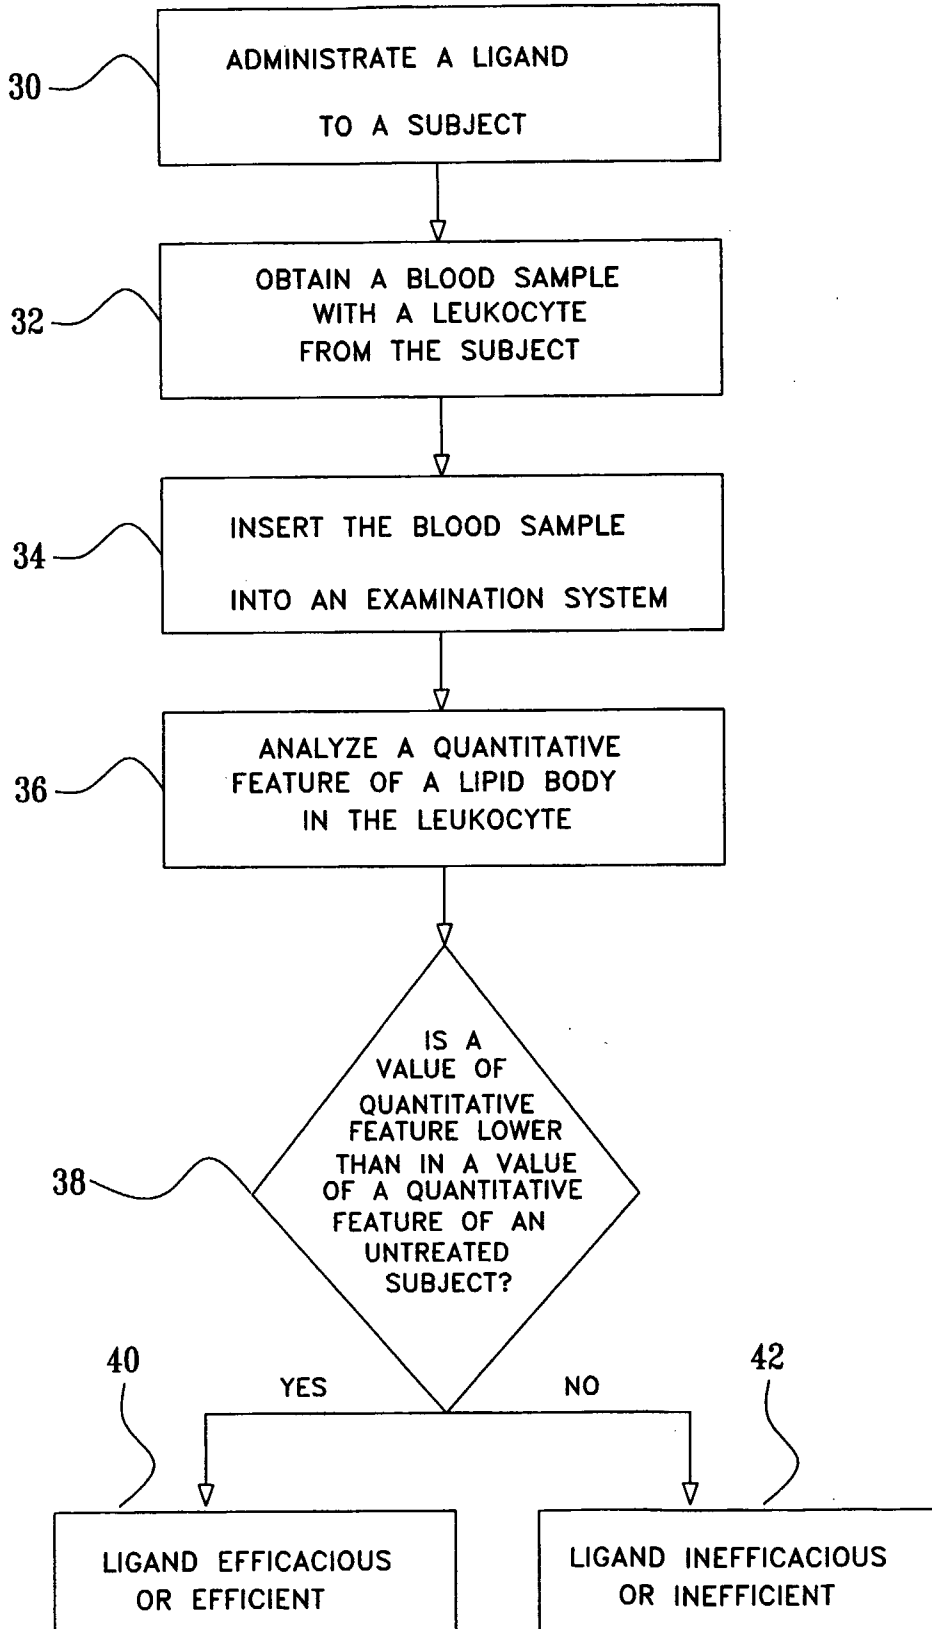 30
ADMINISTRATE A LIGAND
TO A SUBJECT
32
OBTAIN A BLOOD SAMPLE
WITH A LEUKOCYTE
FROM THE SUBJECT
34
INSERT THE BLOOD SAMPLE
INTO AN EXAMINATION SYSTEM
36
ANALYZE A QUANTITATIVE
FEATURE OF A LIPID BODY
IN THE LEUKOCYTE
38
IS A
VALUE OF
QUANTITATIVE
FEATURE LOWER
THAN IN A VALUE
OF A QUANTITATIVE
FEATURE OF AN
UNTREATED
SUBJECT?
40
YES
NO
42
LIGAND EFFICACIOUS
OR EFFICIENT
LIGAND INEFFICACIOUS
OR INEFFICIENT